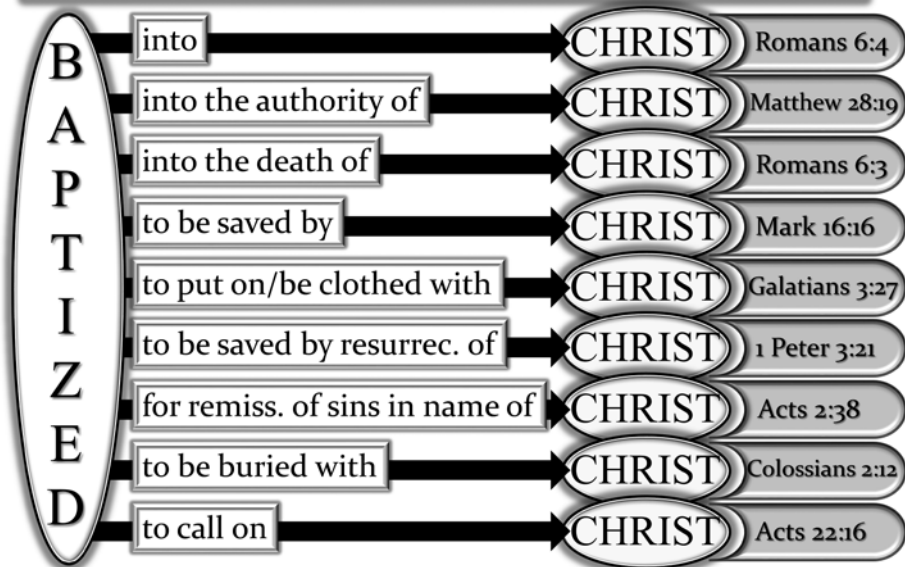 BAPTIZED
into CHRIST Romans 6:4
into the authority of CHRIST Matthew 28:19
into the death of CHRIST Romans 6:3
to be saved by CHRIST Mark 16:16
to put on/be clothed with CHRIST Galatians 3:27
to be saved by resurrec. of CHRIST 1 Peter 3:21
for remiss. of sins in name of CHRIST Acts 2:38
to be buried with CHRIST Colossians 2:12
to call on CHRIST Acts 22:16